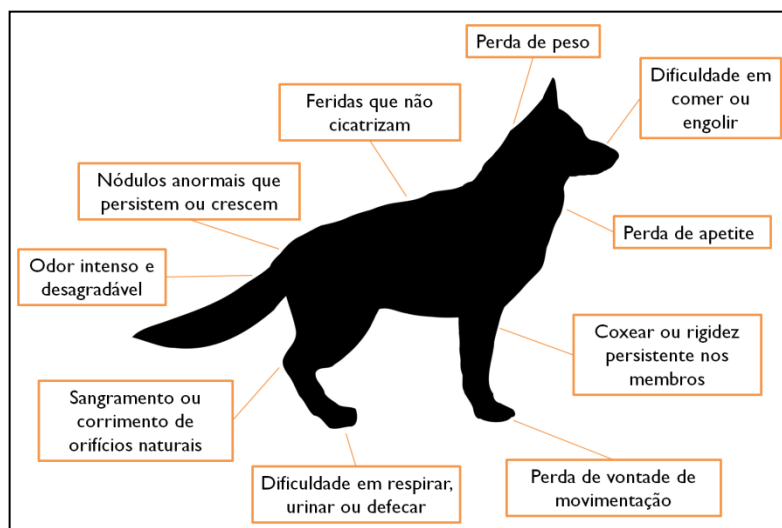 Perda de peso
Dificuldade em
comer ou
engolir
Feridas que não
cicatrizam
Nódulos anormais que
persistem ou crescem
Perda de apetite
Odor intenso e
desagradável
Coxear ou rigidez
persistente nos
membros
Sangramento ou
corrimento de
orifícios naturais
Dificuldade em respirar,
urinar ou defecar
Perda de vontade de
movimentação